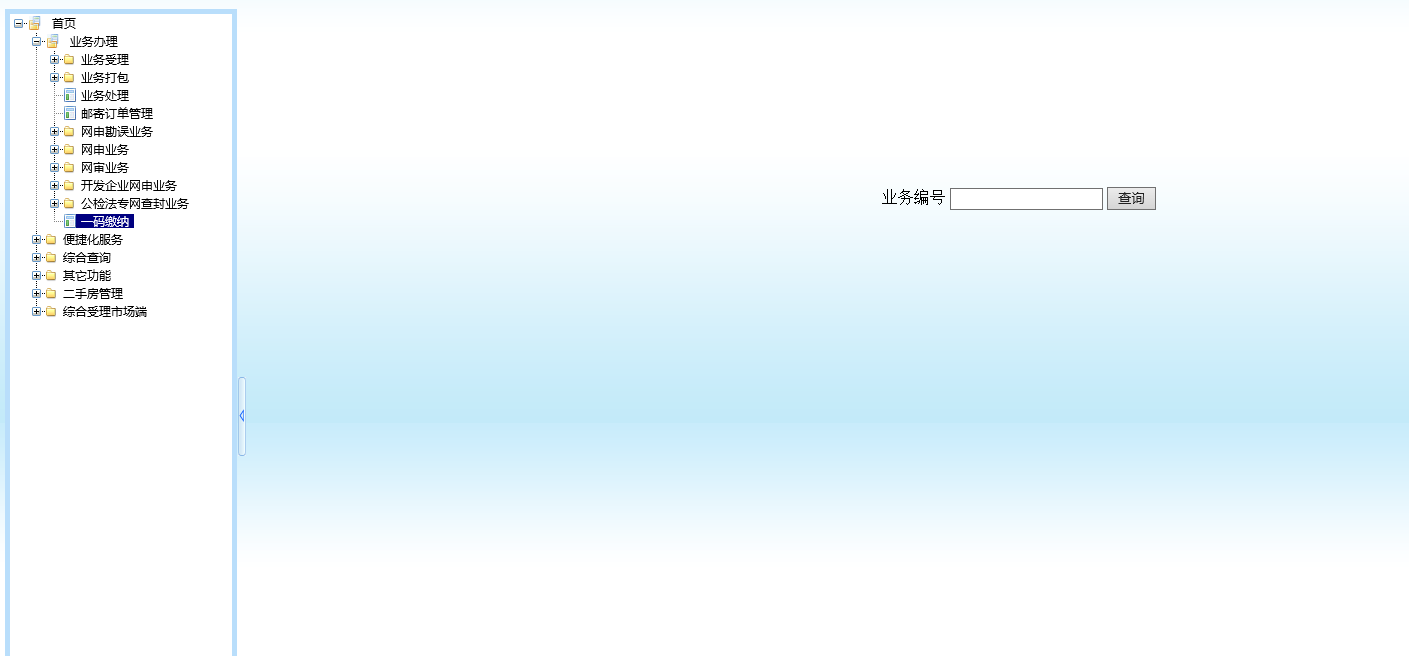 首页
业务办理
业务受理
业务打包
业务处理
邮寄订单管理
网申勘误业务
网申业务
网审业务
开发企业网申业务
公检法专网查封业务
一码缴纳
便捷化服务
综合查询
其它功能
二手房管理
综合受理市场端
业务编号 查询